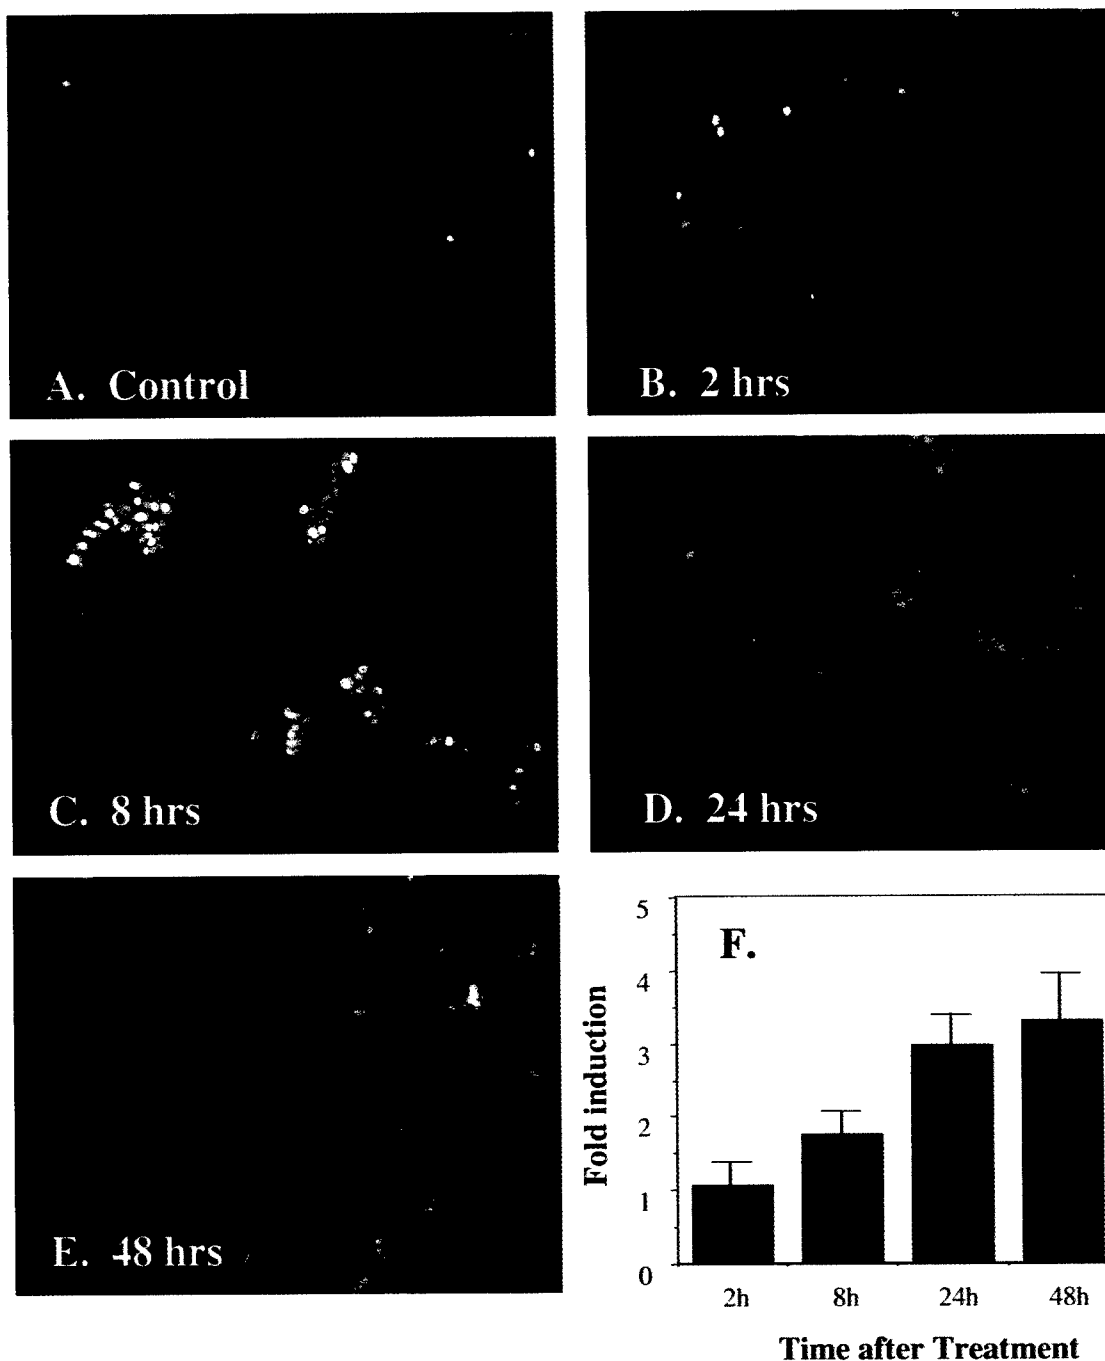 A. Control
B. 2 hrs
C. 8 hrs
D. 24 hrs
E. 48 hrs
F.
5
4
3
2
1
0
Fold induction
2h 8h 24h 48h
Time after Treatment